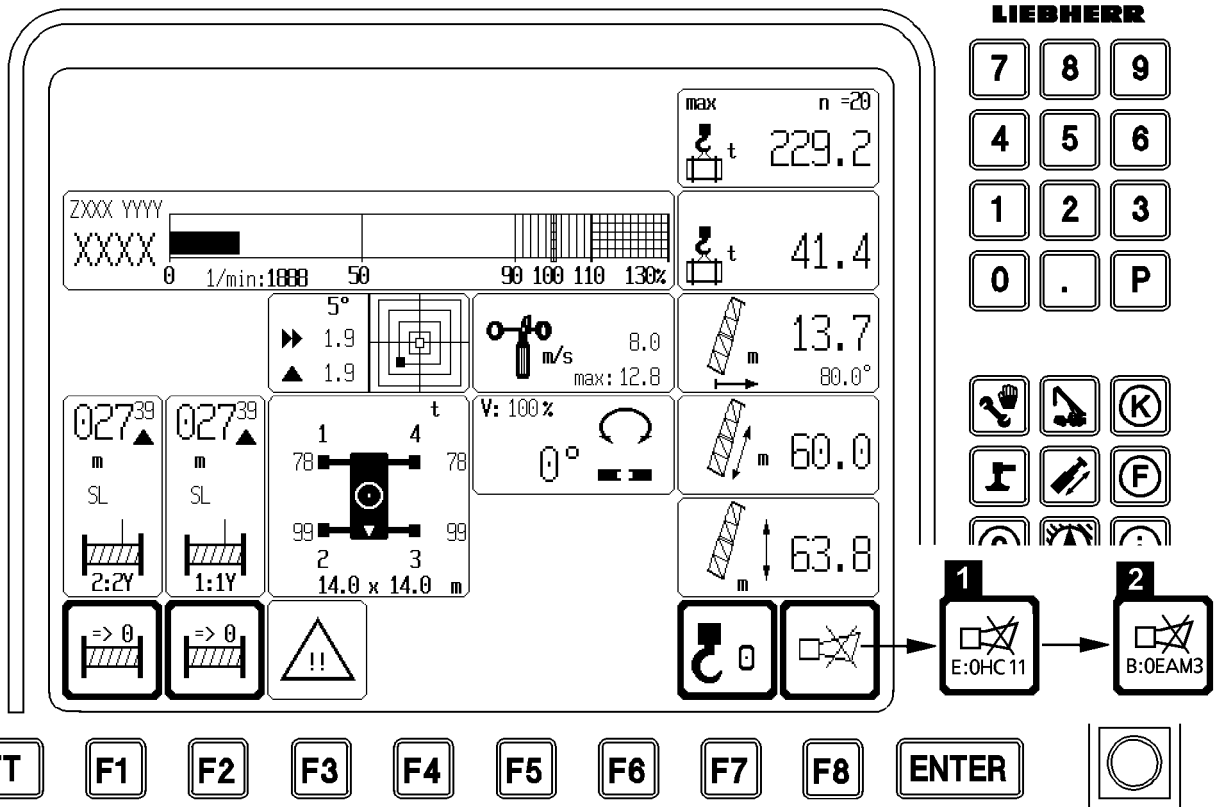 LIEBHERR
7 8 9
4 5 6
1 2 3
0 . P
max n =20
t 229.2
ZXXX YYYY
XXXX
0 1/min:1888 50 90 100 110 130%
t 41.4
5°
1.9
1.9
m/s 8.0
max: 12.8
m 13.7
80.0°
027 39
m
SL
2:2Y
027 39
m
SL
1:1Y
t
1 4
78 78
99 99
2 3
14.0 x 14.0 m
V: 100%
0°
m 60.0
m 63.8
K
F
=> 0
=> 0
!!
0
1
E:0HC11
2
B:0EAM3
F1 F2 F3 F4 F5 F6 F7 F8 ENTER